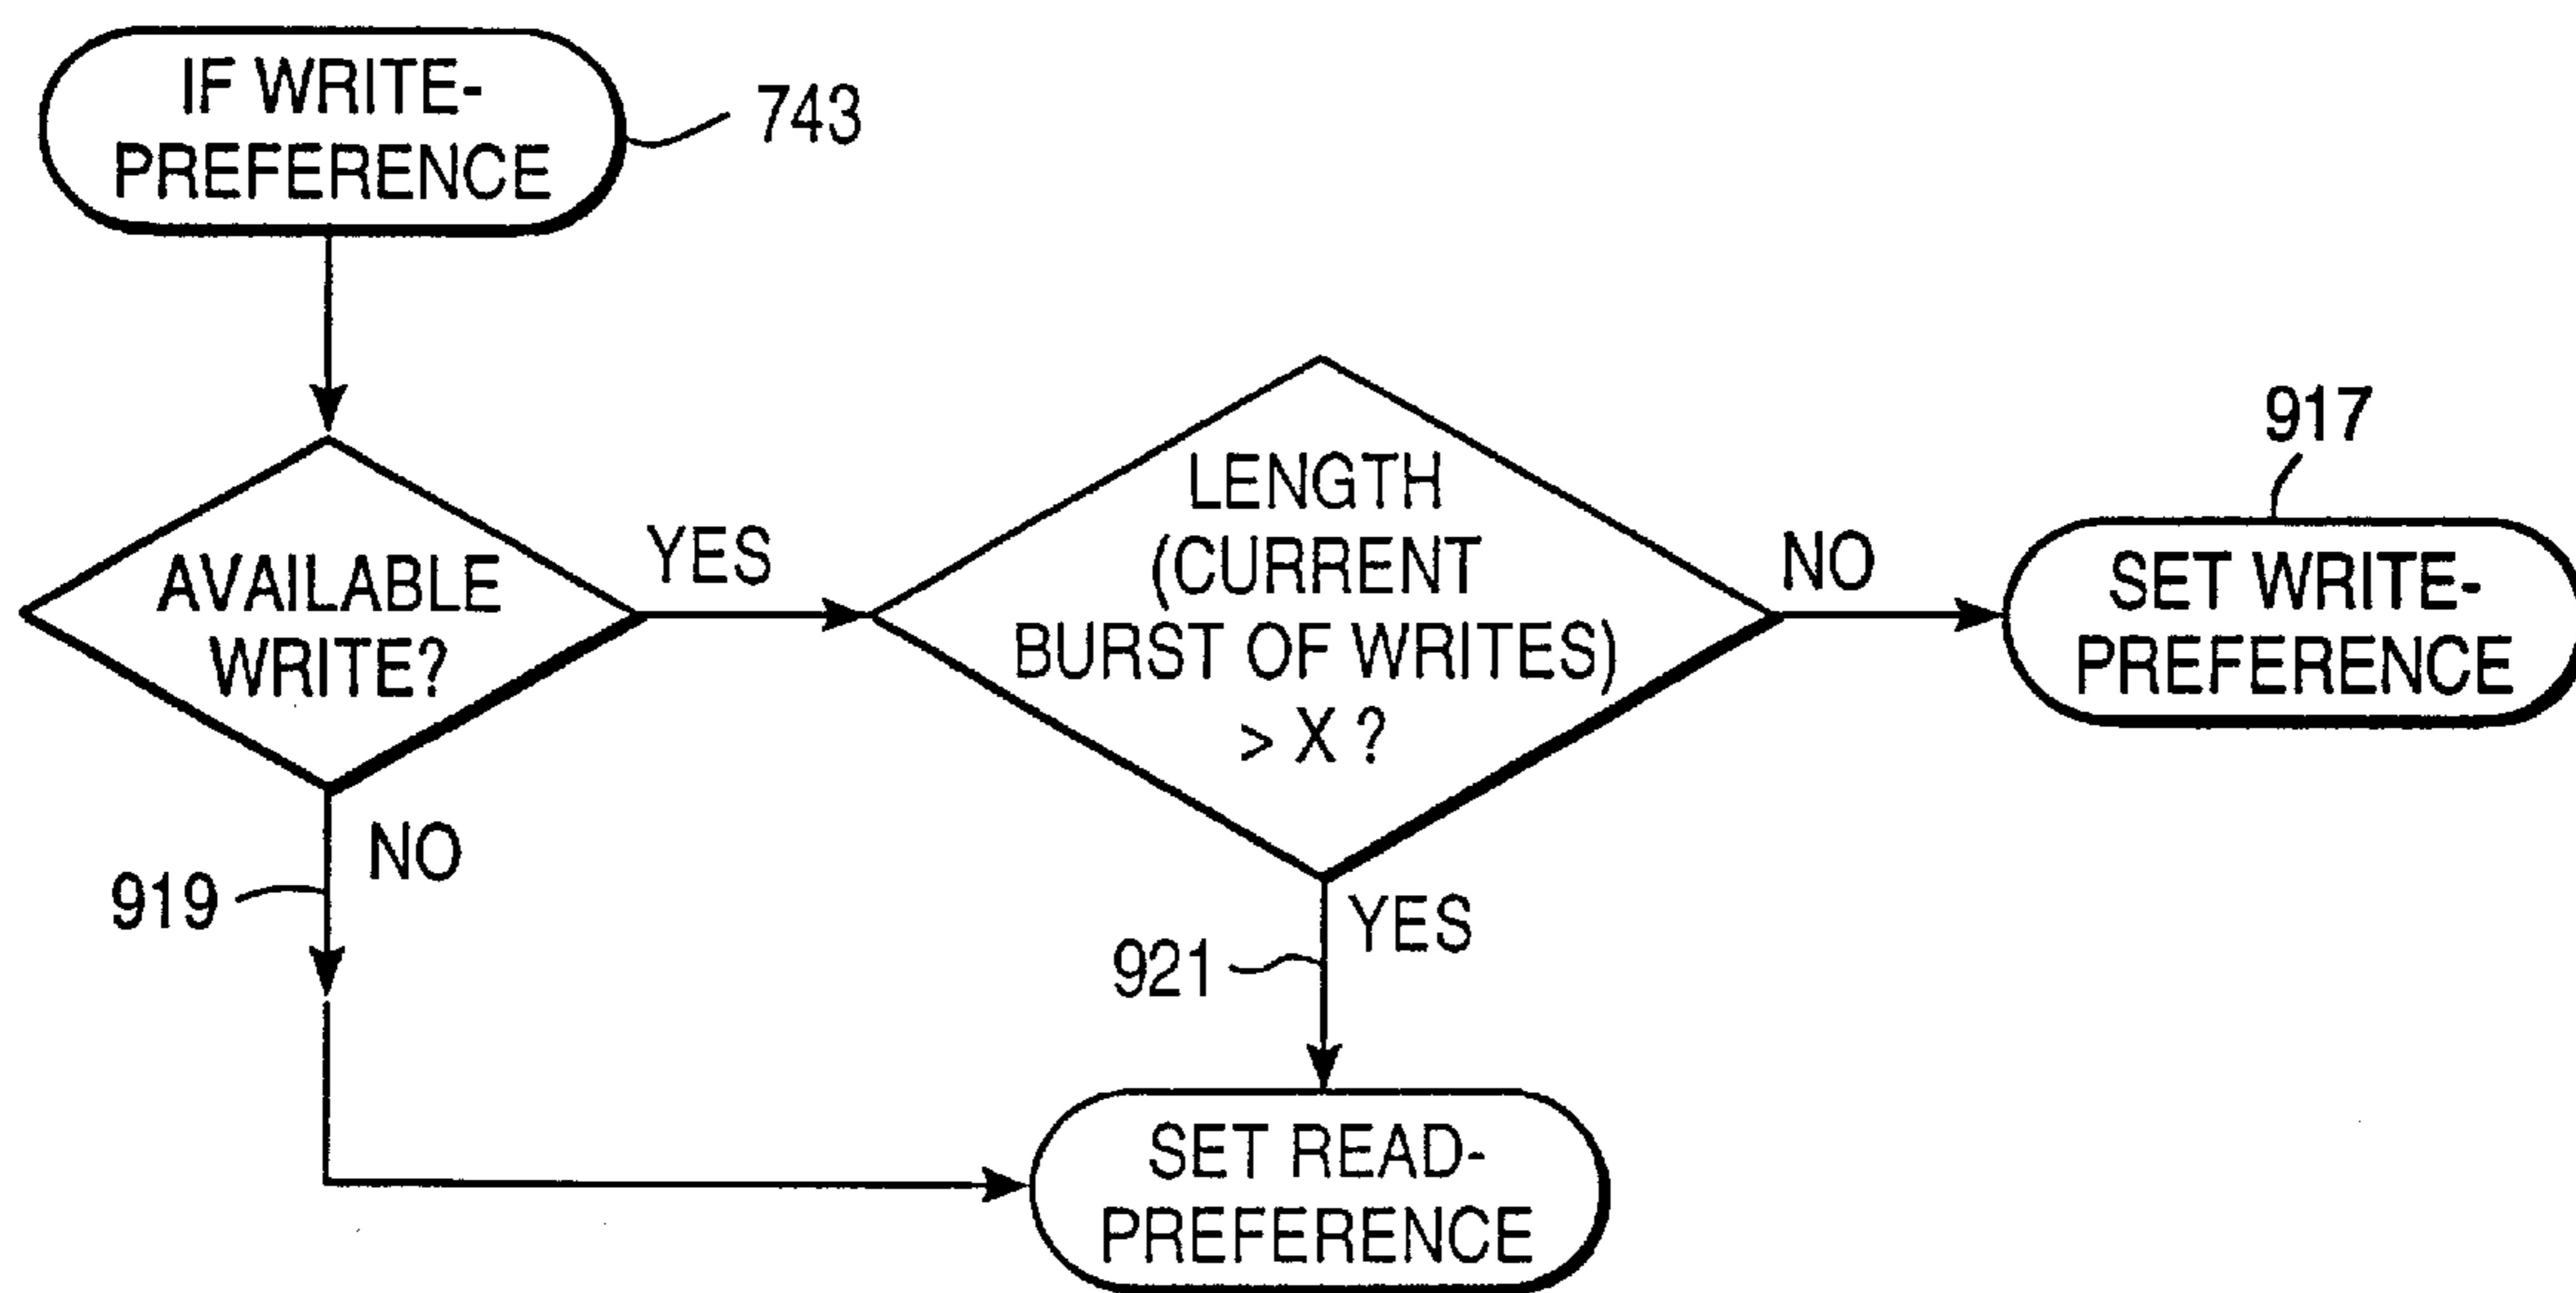 IF WRITE-
PREFERENCE
743
AVAILABLE
WRITE?
YES
LENGTH
(CURRENT
BURST OF WRITES)
> X ?
NO
917
SET WRITE-
PREFERENCE
NO
919
YES
921
SET READ-
PREFERENCE